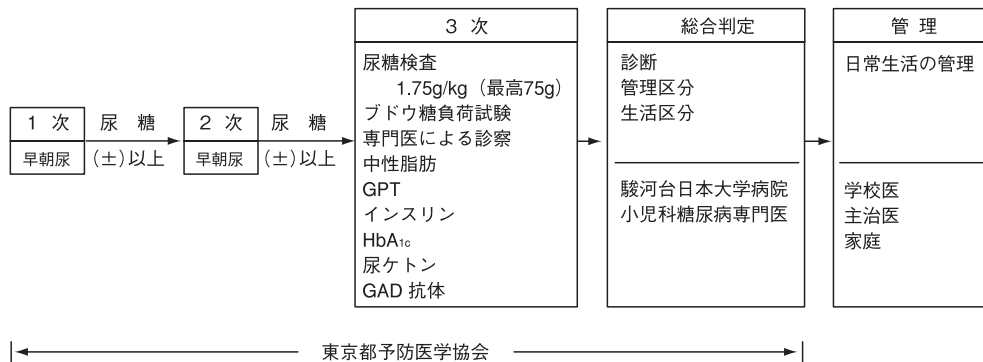 1 次
早朝尿
尿 糖
(±)以上
2 次
早朝尿
尿 糖
(±)以上
3 次
尿糖検査
1.75g/kg（最高75g）
ブドウ糖負荷試験
専門医による診察
中性脂肪
GPT
インスリン
HbA1c
尿ケトン
GAD 抗体
総合判定
診断
管理区分
生活区分
駿河台日本大学病院
小児科糖尿病専門医
管 理
日常生活の管理
学校医
主治医
家庭
東京都予防医学協会